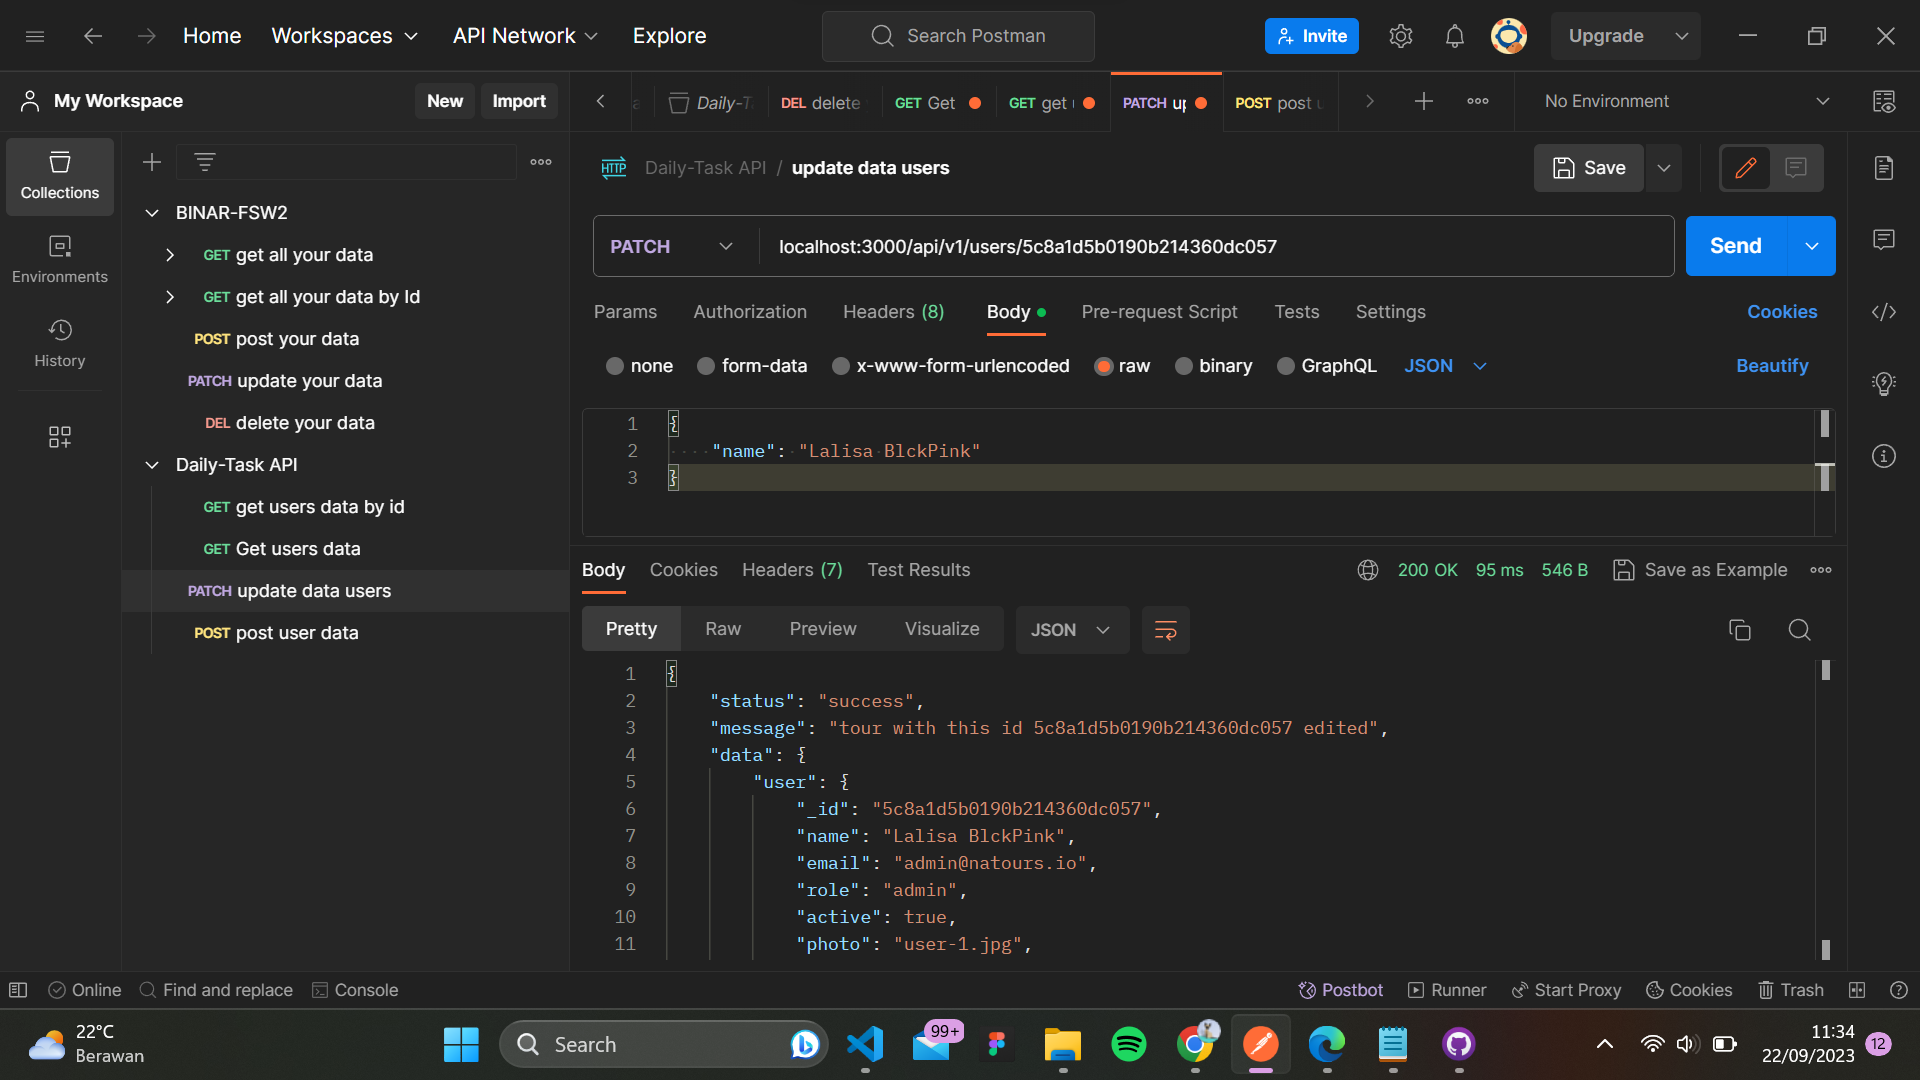 Home Workspaces API Network Explore Search Postman Invite Upgrade
My Workspace New Import Daily-T DEL delete GET Get GET get PATCH up POST post u No Environment
Daily-Task API / update data users Save
Collections
BINAR-FSW2
PATCH localhost:3000/api/v1/users/5c8a1d5b0190b214360dc057 Send
GET get all your data
Environments
GET get all your data by Id
Params Authorization Headers (8) Body Pre-request Script Tests Settings Cookies
POST post your data
History
none form-data x-www-form-urlencoded raw binary GraphQL JSON Beautify
PATCH update your data
DEL delete your data
1 {
2 "name": "Lalisa BlckPink"
3 }
Daily-Task API
GET get users data by id
GET Get users data
Body Cookies Headers (7) Test Results 200 OK 95 ms 546 B Save as Example
PATCH update data users
POST post user data
Pretty Raw Preview Visualize JSON
1 {
2 "status": "success",
3 "message": "tour with this id 5c8a1d5b0190b214360dc057 edited",
4 "data": {
5 "user": {
6 "_id": "5c8a1d5b0190b214360dc057",
7 "name": "Lalisa BlckPink",
8 "email": "admin@natours.io",
9 "role": "admin",
10 "active": true,
11 "photo": "user-1.jpg",
Online Find and replace Console Postbot Runner Start Proxy Cookies Trash
22°C
Berawan
Search
99+
11:34
22/09/2023
12